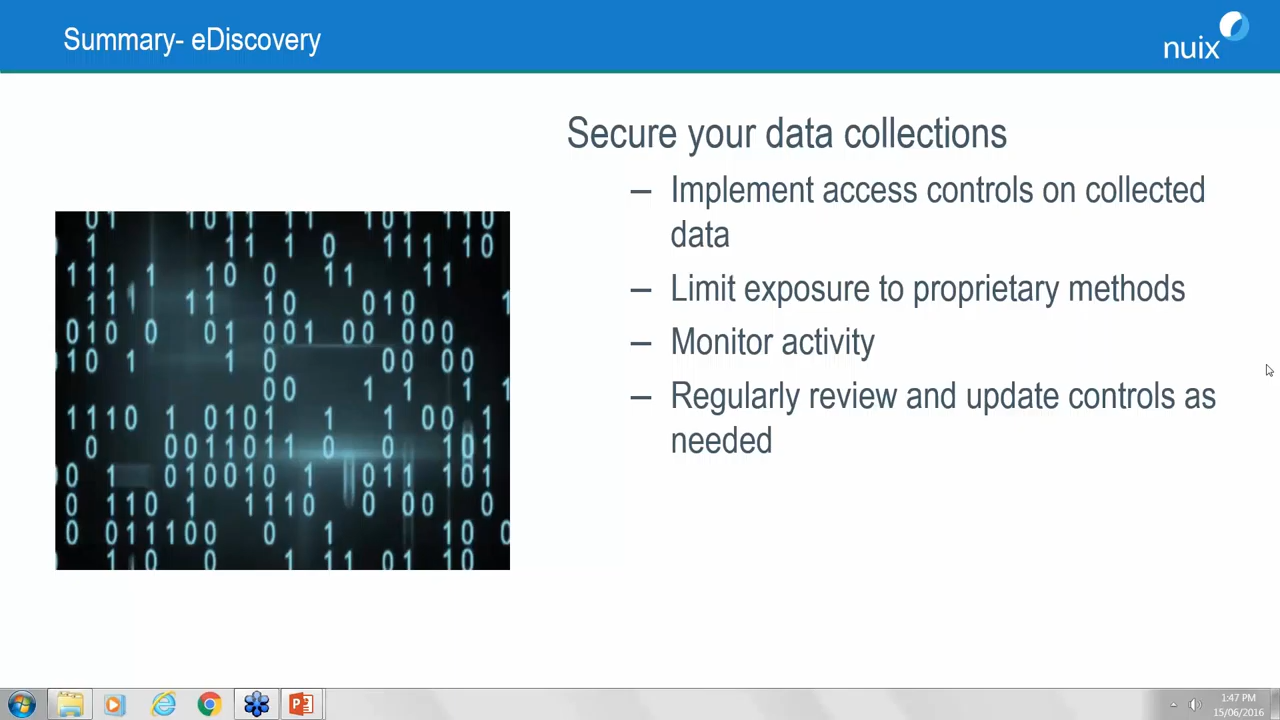 Summary- eDiscovery
nuix
Secure your data collections
– Implement access controls on collected
data
– Limit exposure to proprietary methods
– Monitor activity
– Regularly review and update controls as
needed
1:47 PM
15/06/2016